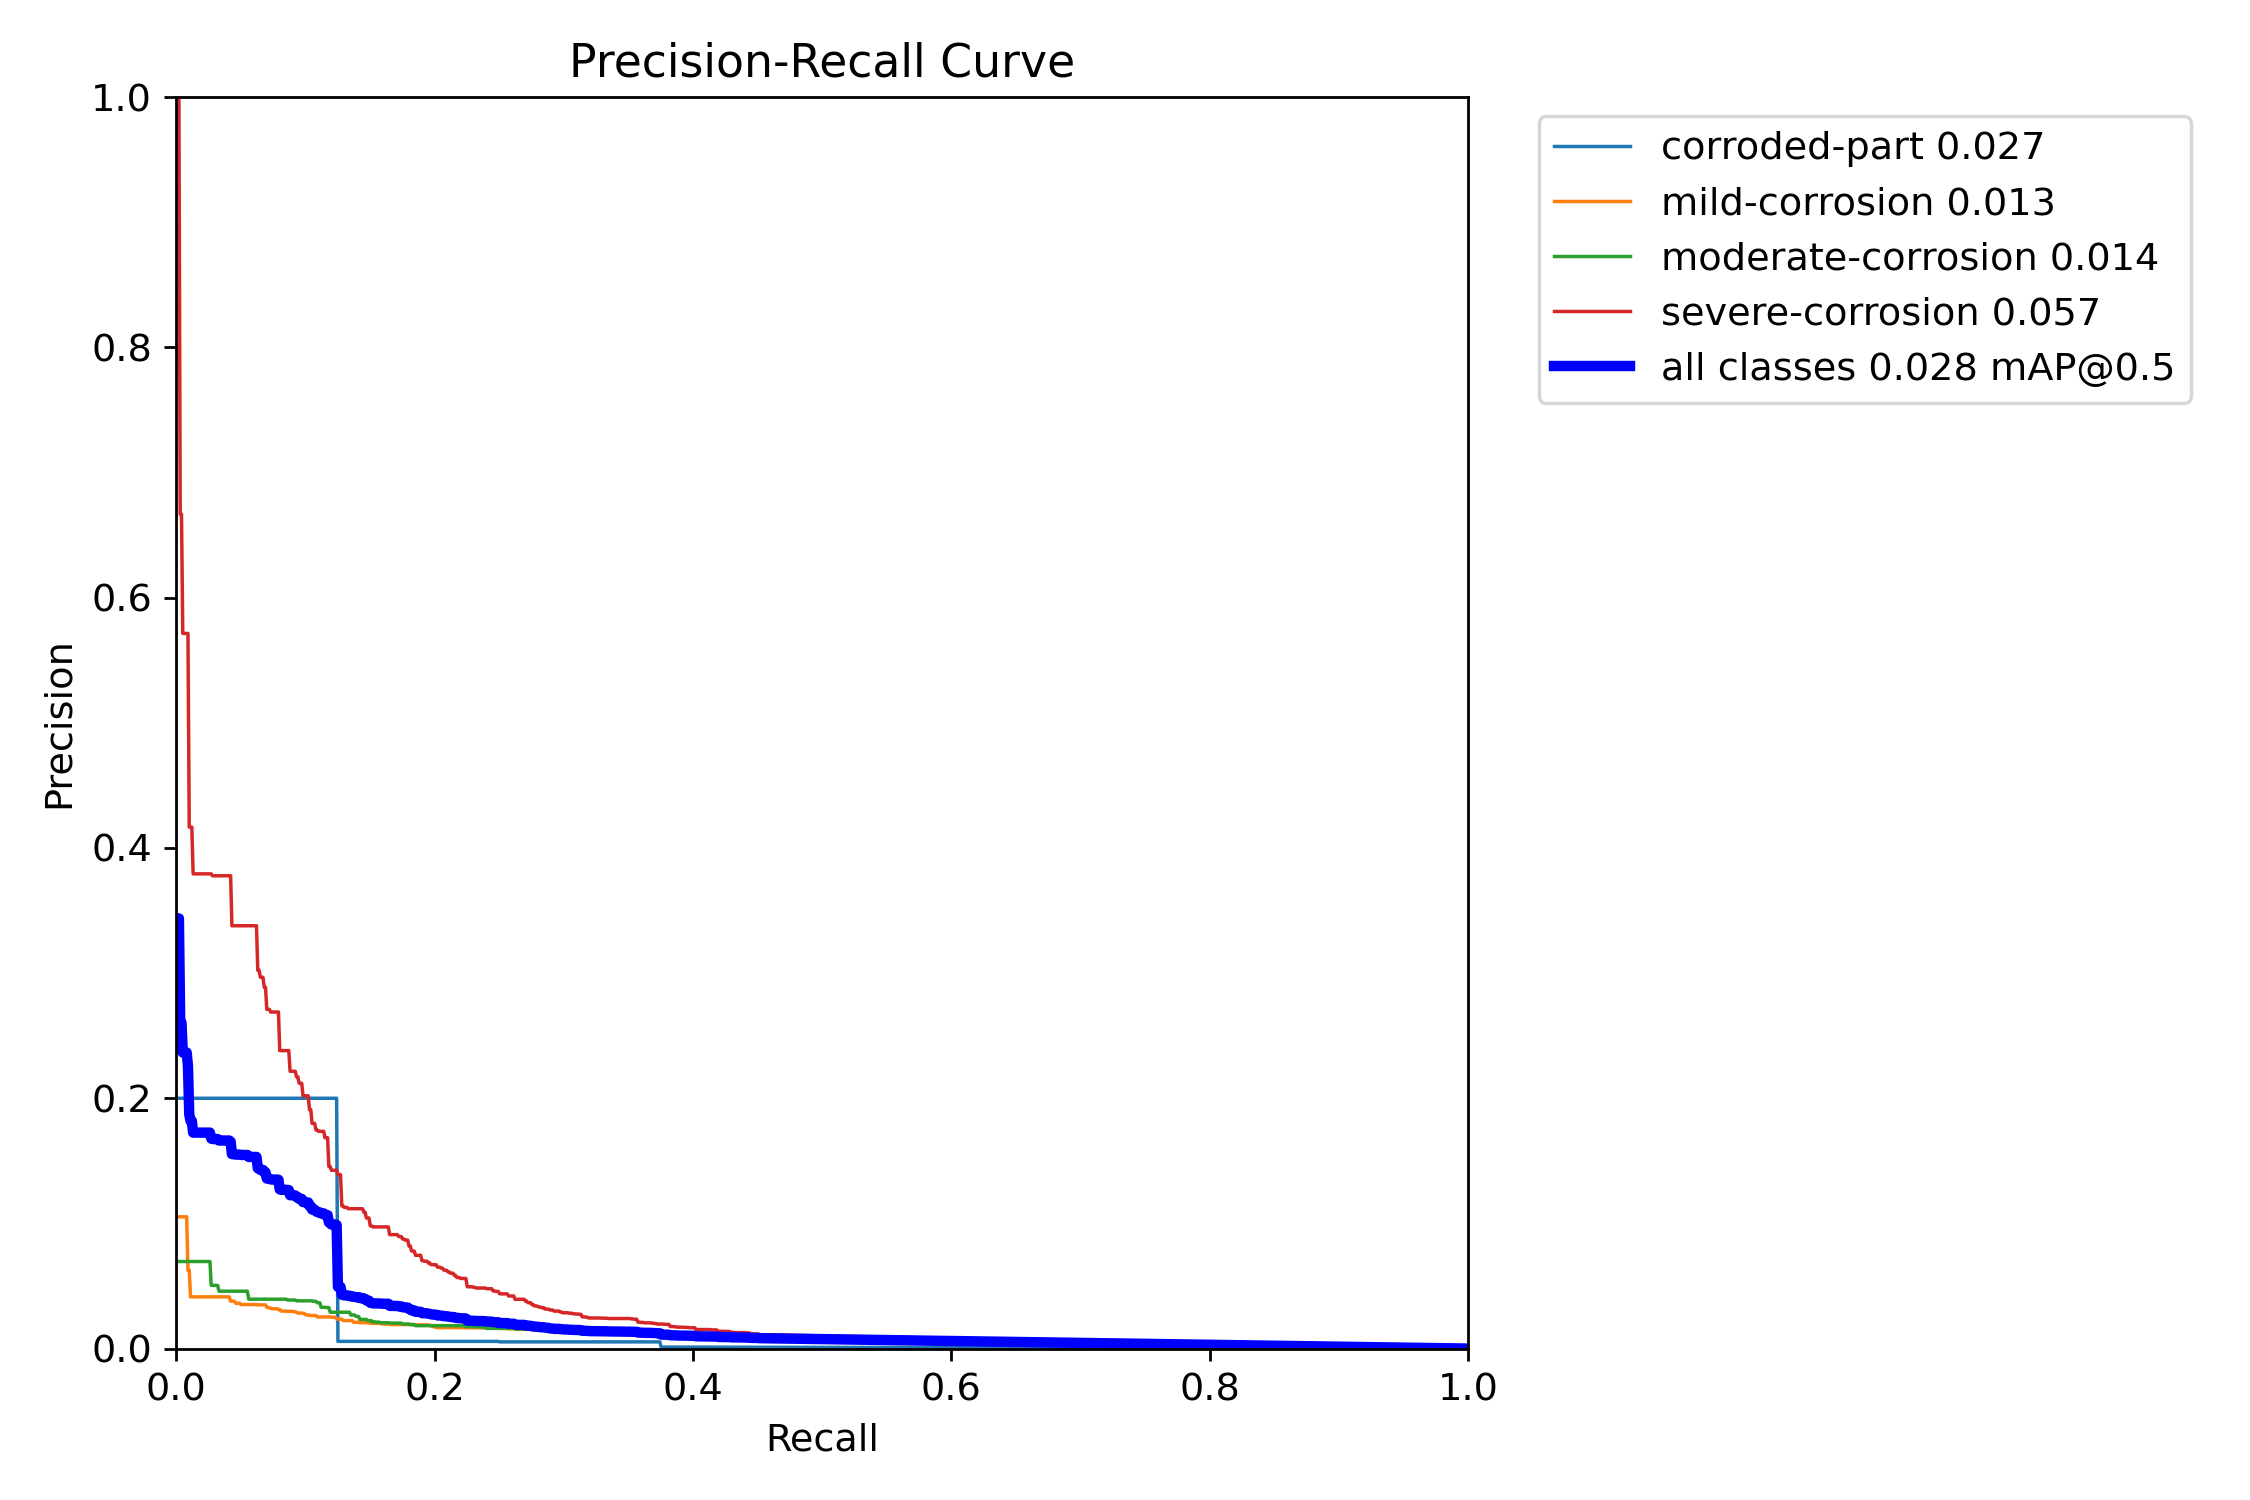 Precision-Recall Curve
1.0
0.8
0.6
0.4
0.2
0.0
Precision
0.0 0.2 0.4 0.6 0.8 1.0
Recall
corroded-part 0.027
mild-corrosion 0.013
moderate-corrosion 0.014
severe-corrosion 0.057
all classes 0.028 mAP@0.5